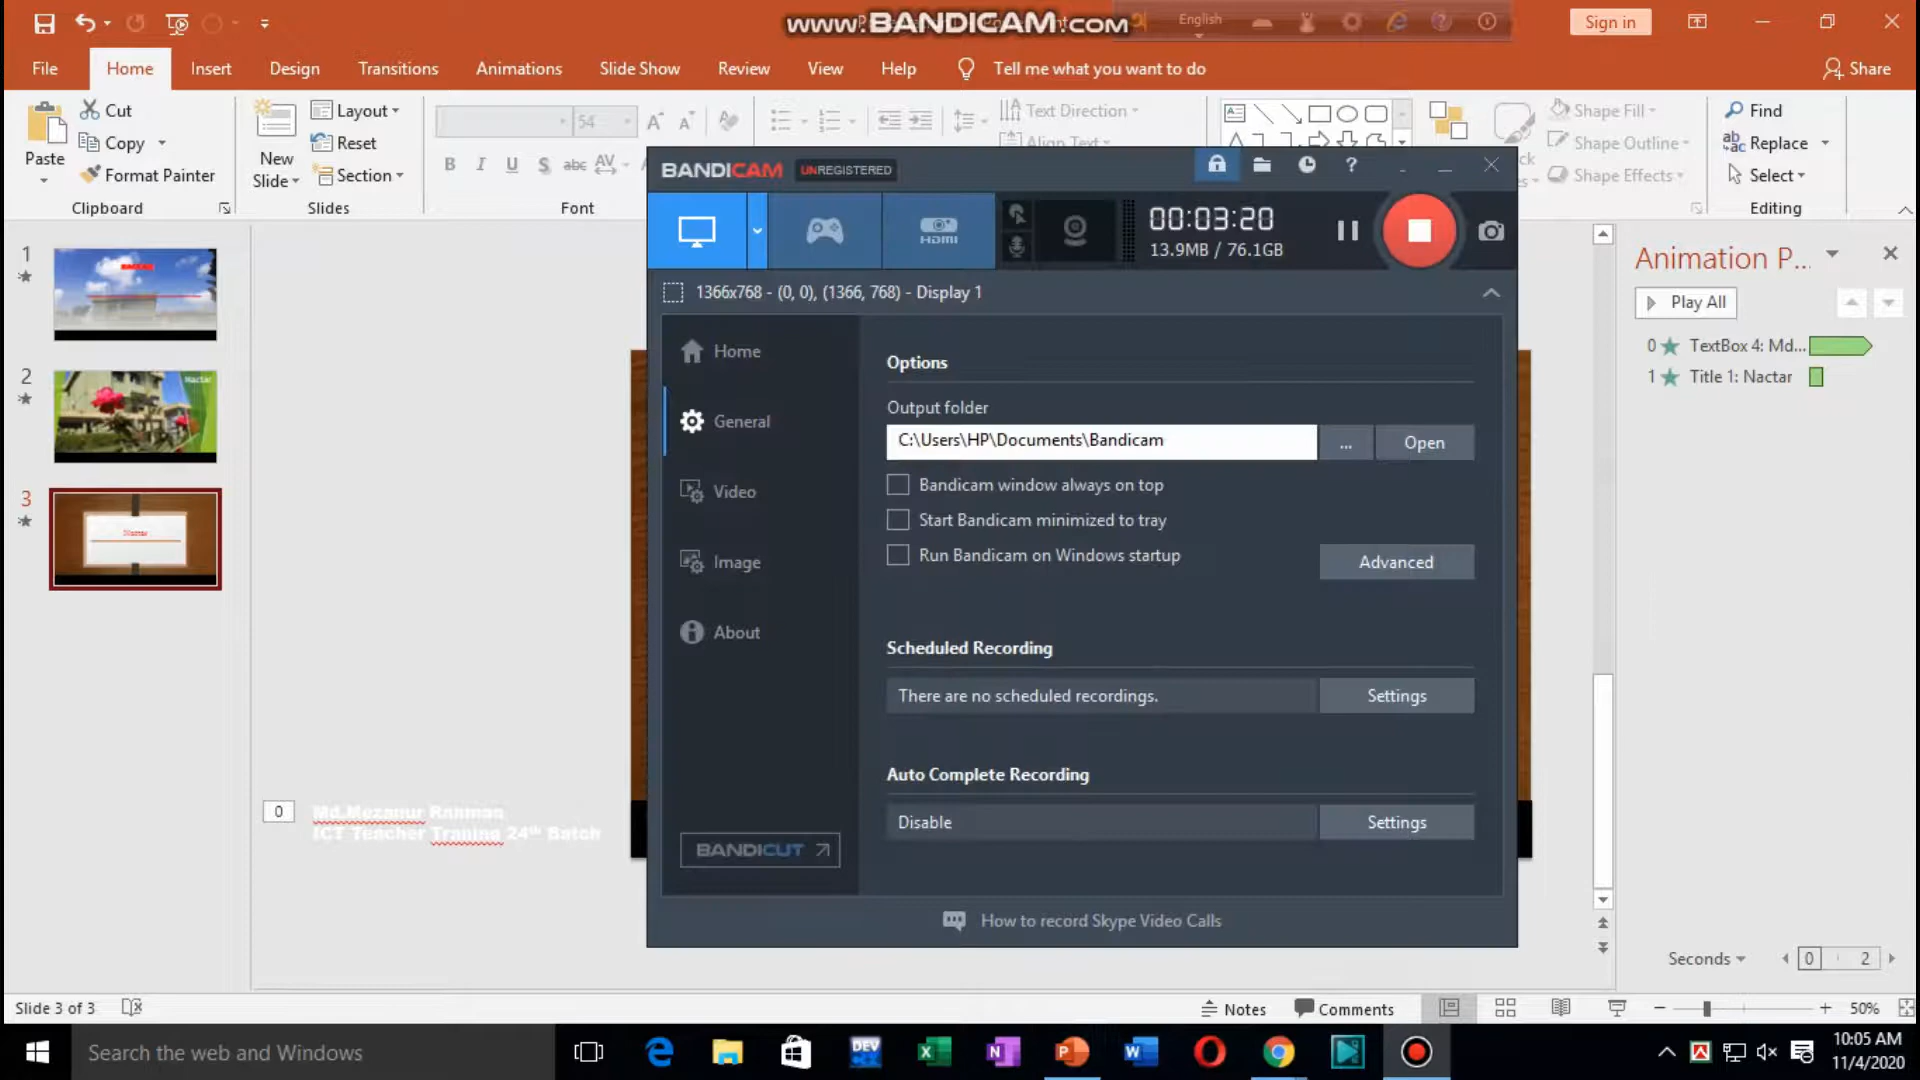 www.BANDICAM.com
English
Sign in
File
Home
Insert
Design
Transitions
Animations
Slide Show
Review
View
Help
Tell me what you want to do
Share
Paste
Cut
Copy
Format Painter
Clipboard
New
Slide
Layout
Reset
Section
Slides
54
B I U S abc AV
Font
Text Direction
Align Text
Shape Fill
Shape Outline
Shape Effects
Find
Replace
Select
Editing
1
2
Nactar
3
BANDICAM
UNREGISTERED
?
HDMI
00:03:20
13.9MB / 76.1GB
1366x768 - (0, 0), (1366, 768) - Display 1
Home
General
Video
Image
About
BANDICUT
Options
Output folder
C:\Users\HP\Documents\Bandicam
...
Open
Bandicam window always on top
Start Bandicam minimized to tray
Run Bandicam on Windows startup
Advanced
Scheduled Recording
There are no scheduled recordings.
Settings
Auto Complete Recording
Disable
Settings
How to record Skype Video Calls
0
Md.Mozanur Rahman
ICT Teacher Traning 24th Batch
Animation P...
Play All
0 TextBox 4: Md...
1 Title 1: Nactar
Seconds
0 2
Slide 3 of 3
Notes
Comments
50%
Search the web and Windows
DEV
10:05 AM
11/4/2020